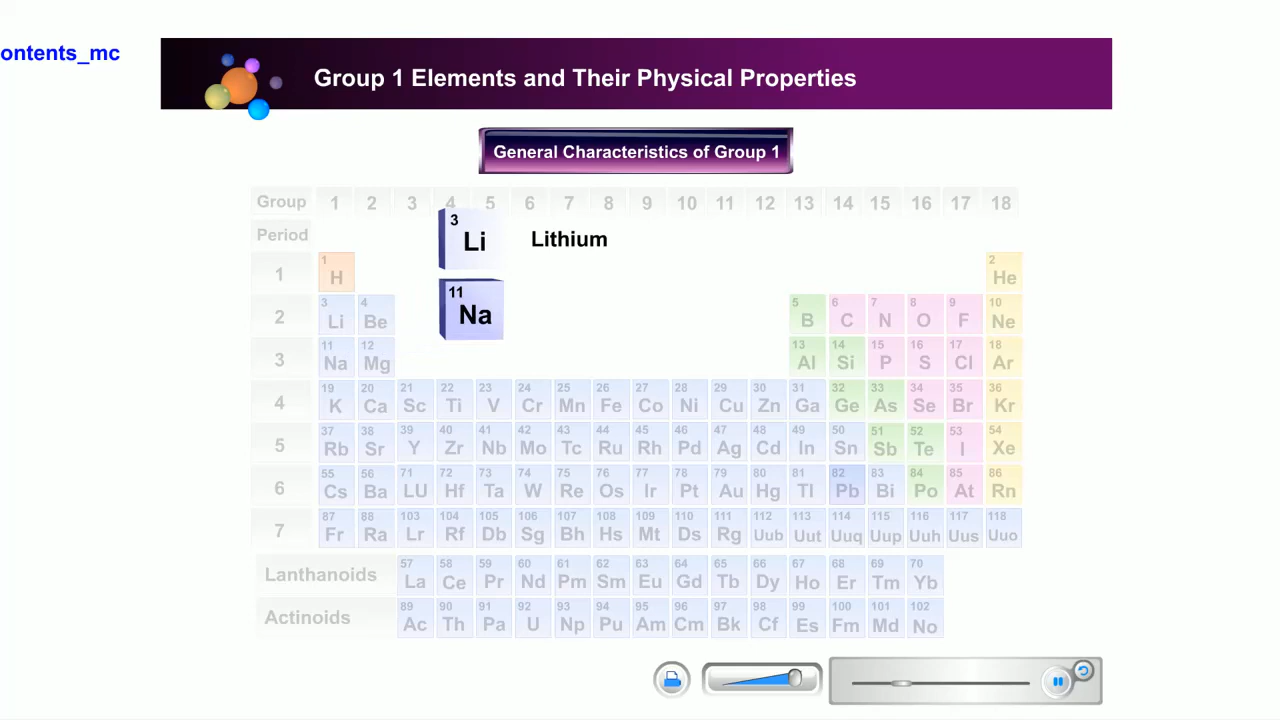 ontents_mc
Group 1 Elements and Their Physical Properties
General Characteristics of Group 1
Group 1 2 3 4 5 6 7 8 9 10 11 12 13 14 15 16 17 18
Period
3
Li Lithium
11
Na
1 1 2
H He
2 3 4 5 6 7 8 9 10
Li Be B C N O F Ne
3 11 12 13 14 15 16 17 18
Na Mg Al Si P S Cl Ar
4 19 20 21 22 23 24 25 26 27 28 29 30 31 32 33 34 35 36
K Ca Sc Ti V Cr Mn Fe Co Ni Cu Zn Ga Ge As Se Br Kr
5 37 38 39 40 41 42 43 44 45 46 47 48 49 50 51 52 53 54
Rb Sr Y Zr Nb Mo Tc Ru Rh Pd Ag Cd In Sn Sb Te I Xe
6 55 56 71 72 73 74 75 76 77 78 79 80 81 82 83 84 85 86
Cs Ba LU Hf Ta W Re Os Ir Pt Au Hg Tl Pb Bi Po At Rn
7 87 88 103 104 105 106 107 108 109 110 111 112 113 114 115 116 117 118
Fr Ra Lr Rf Db Sg Bh Hs Mt Ds Rg Uub Uut Uuq Uup Uuh Uus Uuo
Lanthanoids 57 58 59 60 61 62 63 64 65 66 67 68 69 70
La Ce Pr Nd Pm Sm Eu Gd Tb Dy Ho Er Tm Yb
Actinoids 89 90 91 92 93 94 95 96 97 98 99 100 101 102
Ac Th Pa U Np Pu Am Cm Bk Cf Es Fm Md No